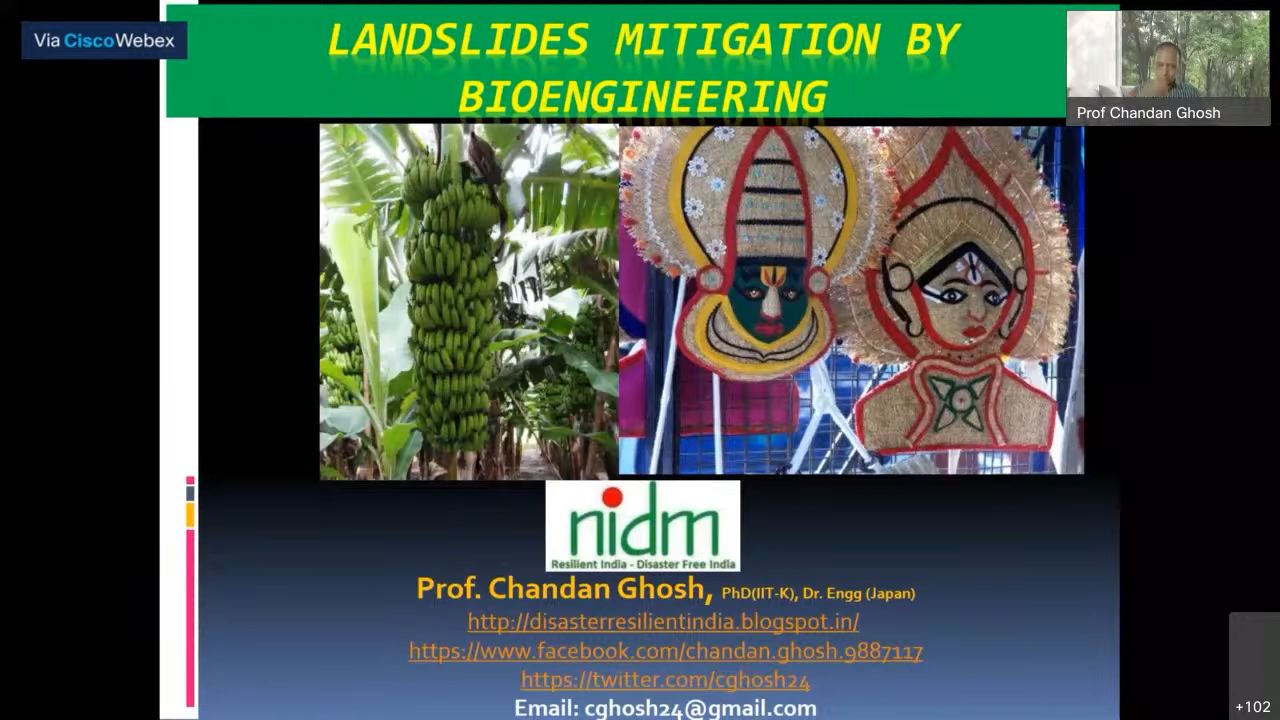 Via Cisco Webex
LANDSLIDES MITIGATION BY
BIOENGINEERING
Prof Chandan Ghosh
nidm
Resilient India - Disaster Free India
Prof. Chandan Ghosh, PhD(IIT-K), Dr. Engg (Japan)
http://disasterresilientindia.blogspot.in/
https://www.facebook.com/chandan.ghosh.9887117
https://twitter.com/cghosh24
Email: cghosh24@gmail.com
+102